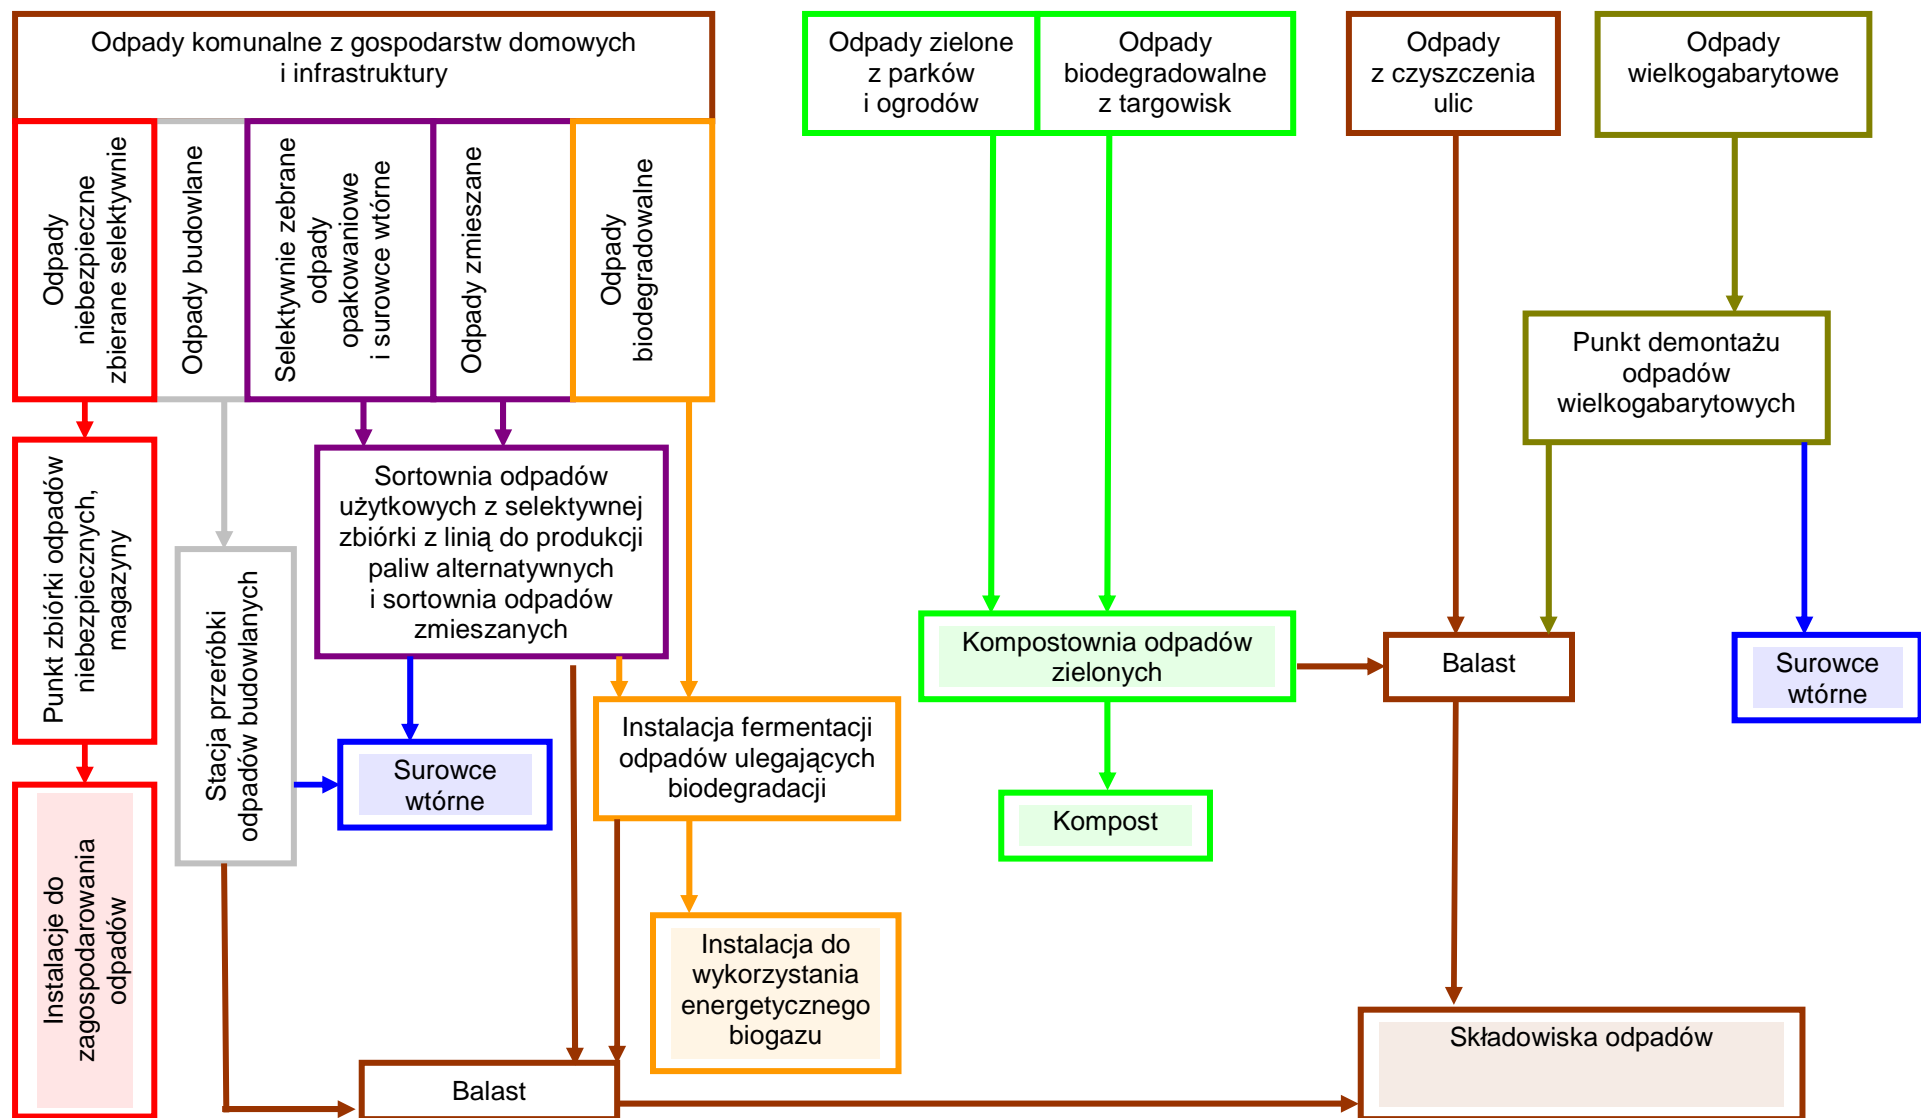 Odpady komunalne z gospodarstw domowych
i infrastruktury
Odpady zielone
z parków
i ogrodów
Odpady
biodegradowalne
z targowisk
Odpady
z czyszczenia
ulic
Odpady
wielkogabarytowe
Odpady
niebezpieczne
zbierane selektywnie
Odpady budowlane
Selektywnie zebrane
odpady
opakowaniowe
i surowce wtórne
Odpady zmieszane
Odpady
biodegradowalne
Punkt demontażu
odpadów
wielkogabarytowych
Punkt zbiórki odpadów
niebezpiecznych,
magazyny
Stacja przeróbki
odpadów budowlanych
Sortownia odpadów
użytkowych z selektywnej
zbiórki z linią do produkcji
paliw alternatywnych
i sortownia odpadów
zmieszanych
Kompostownia odpadów
zielonych
Balast
Surowce
wtórne
Surowce
wtórne
Instalacja fermentacji
odpadów ulegających
biodegradacji
Kompost
Instalacje do
zagospodarowania
odpadów
Instalacja do
wykorzystania
energetycznego
biogazu
Składowiska odpadów
Balast